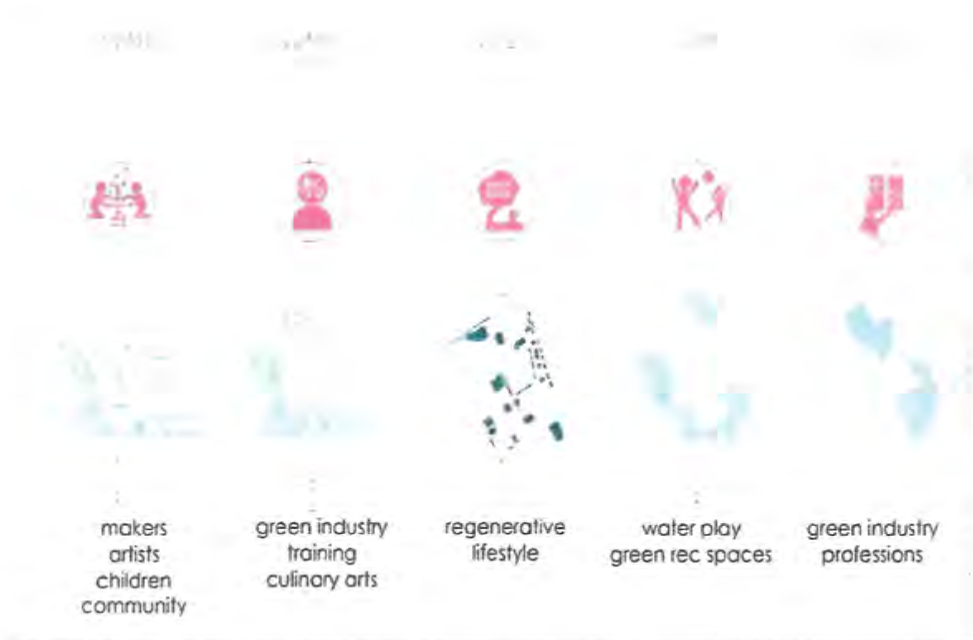 makers
artists
children
community
green industry
training
culinary arts
regenerative
lifestyle
water play
green rec spaces
green industry
professions